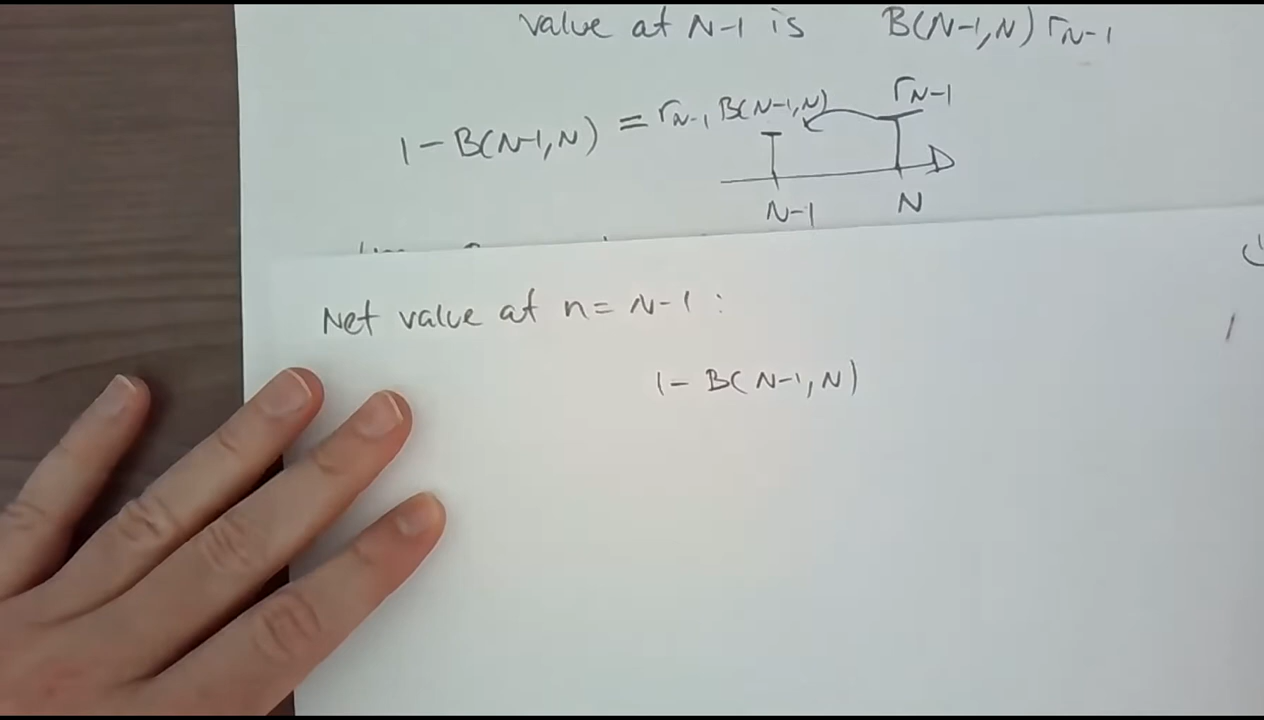 value at N-1 is B(N-1,N) r_{N-1}
1 - B(N-1,N) = r_{N-1} B(N-1,N)
r_{N-1}
N-1 N
Net value at n = N-1 :
1 - B(N-1,N)